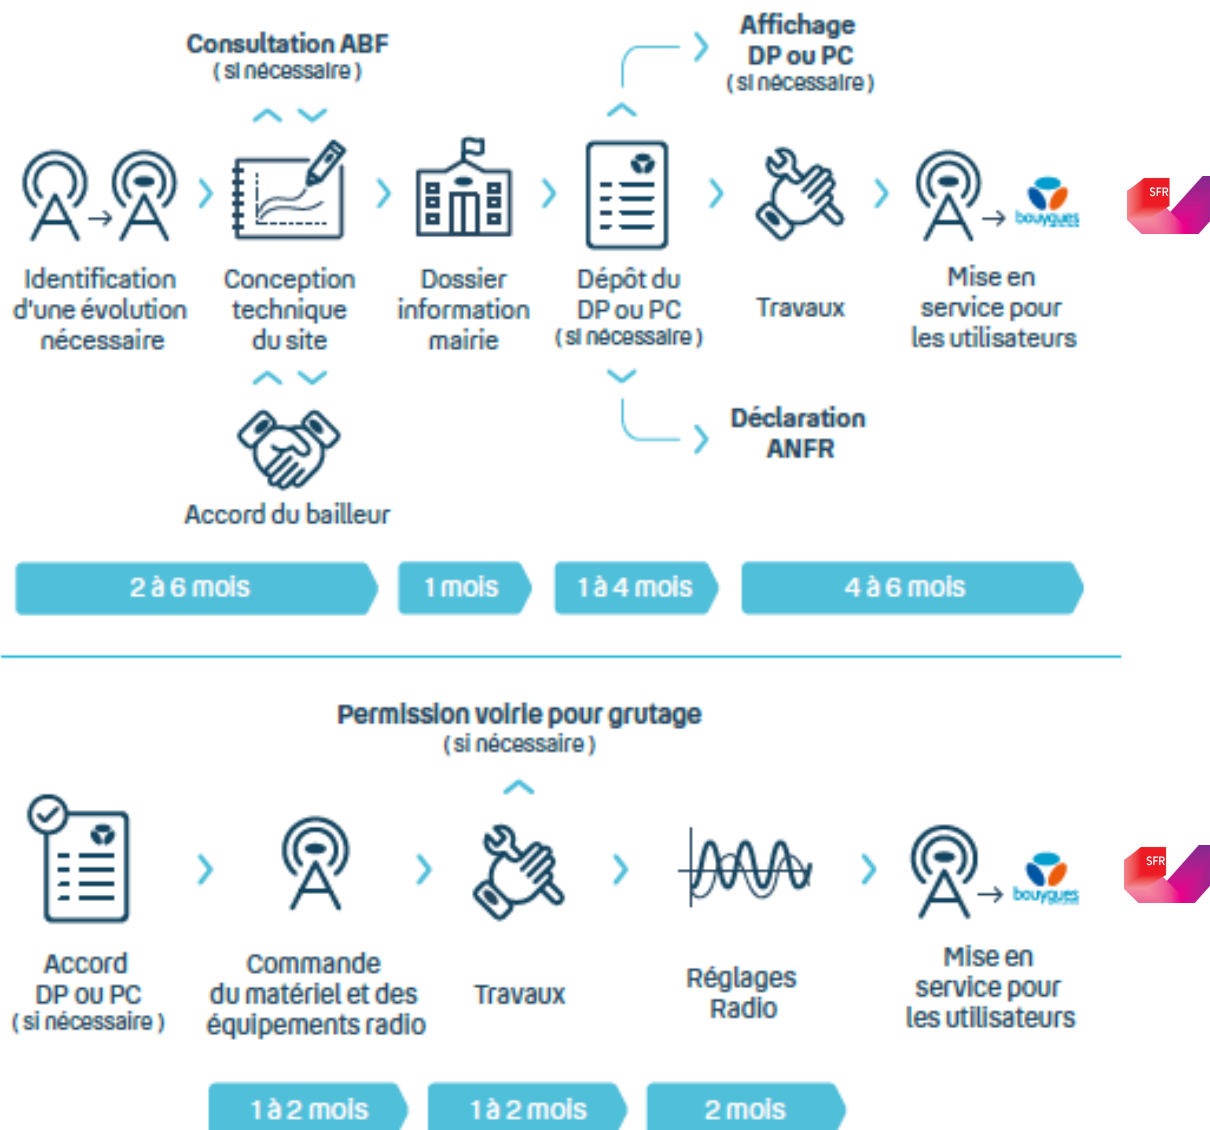 Consultation ABF
( si nécessaire )
Affichage
DP ou PC
( si nécessaire )
SFR
bouygues
Identification
d'une évolution
nécessaire
Conception
technique
du site
Dossier
information
mairie
Dépôt du
DP ou PC
( si nécessaire )
Travaux
Mise en
service pour
les utilisateurs
Déclaration
ANFR
Accord du bailleur
2 à 6 mois
1 mois
1 à 4 mois
4 à 6 mois
Permission voirie pour grutage
( si nécessaire )
SFR
bouygues
Accord
DP ou PC
( si nécessaire )
Commande
du matériel et des
équipements radio
Travaux
Réglages
Radio
Mise en
service pour
les utilisateurs
1 à 2 mois
1 à 2 mois
2 mois